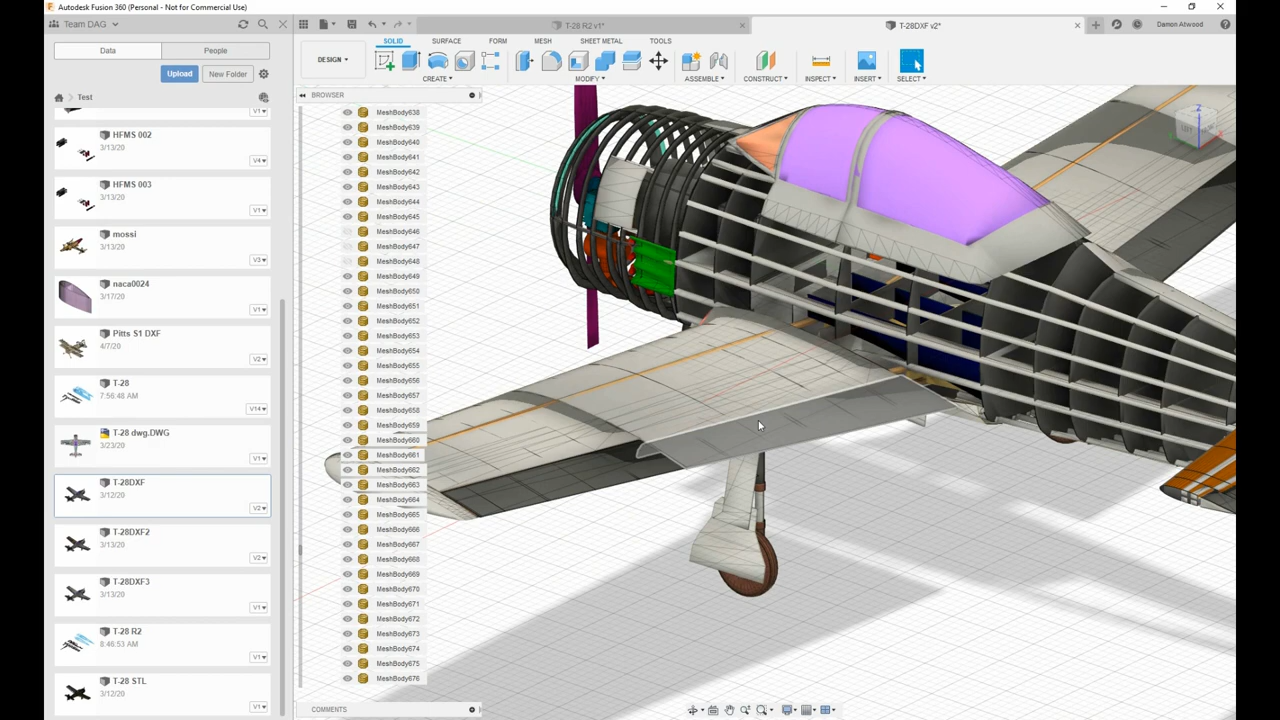 Autodesk Fusion 360 (Personal - Not for Commercial Use)
Team DAG
T-28 R2 v1*
T-28DXF v2*
Damon Atwood
Data
People
SOLID
SURFACE
FORM
MESH
SHEET METAL
TOOLS
DESIGN
CREATE
MODIFY
ASSEMBLE
CONSTRUCT
INSPECT
INSERT
SELECT
Upload
New Folder
Test
BROWSER
V1
HFMS 002
3/13/20
V4
HFMS 003
3/13/20
V1
mossi
3/13/20
V3
naca0024
3/17/20
V1
Pitts S1 DXF
4/7/20
V2
T-28
7:56:48 AM
V14
T-28 dwg.DWG
3/23/20
V1
T-28DXF
3/12/20
V2
T-28DXF2
3/13/20
V2
T-28DXF3
3/13/20
V1
T-28 R2
8:46:53 AM
V1
T-28 STL
3/12/20
V1
MeshBody638
MeshBody639
MeshBody640
MeshBody641
MeshBody642
MeshBody643
MeshBody644
MeshBody645
MeshBody646
MeshBody647
MeshBody648
MeshBody649
MeshBody650
MeshBody651
MeshBody652
MeshBody653
MeshBody654
MeshBody655
MeshBody656
MeshBody657
MeshBody658
MeshBody659
MeshBody660
MeshBody661
MeshBody662
MeshBody663
MeshBody664
MeshBody665
MeshBody666
MeshBody667
MeshBody668
MeshBody669
MeshBody670
MeshBody671
MeshBody672
MeshBody673
MeshBody674
MeshBody675
MeshBody676
Z
COMMENTS